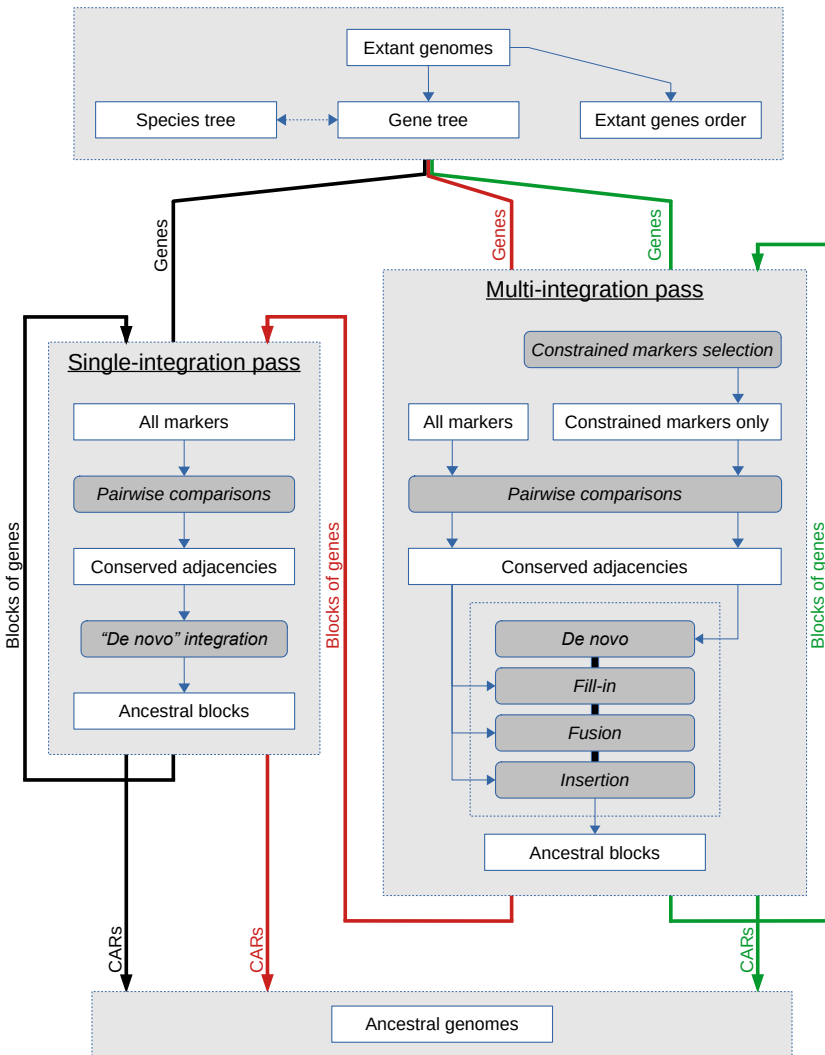 Extant genomes
Species tree
Gene tree
Extant genes order
Genes
Genes
Genes
Single-integration pass
All markers
Pairwise comparisons
Conserved adjacencies
“De novo” integration
Ancestral blocks
Blocks of genes
Multi-integration pass
Constrained markers selection
All markers
Constrained markers only
Pairwise comparisons
Conserved adjacencies
De novo
Fill-in
Fusion
Insertion
Ancestral blocks
Blocks of genes
Blocks of genes
CARs
CARs
CARs
Ancestral genomes